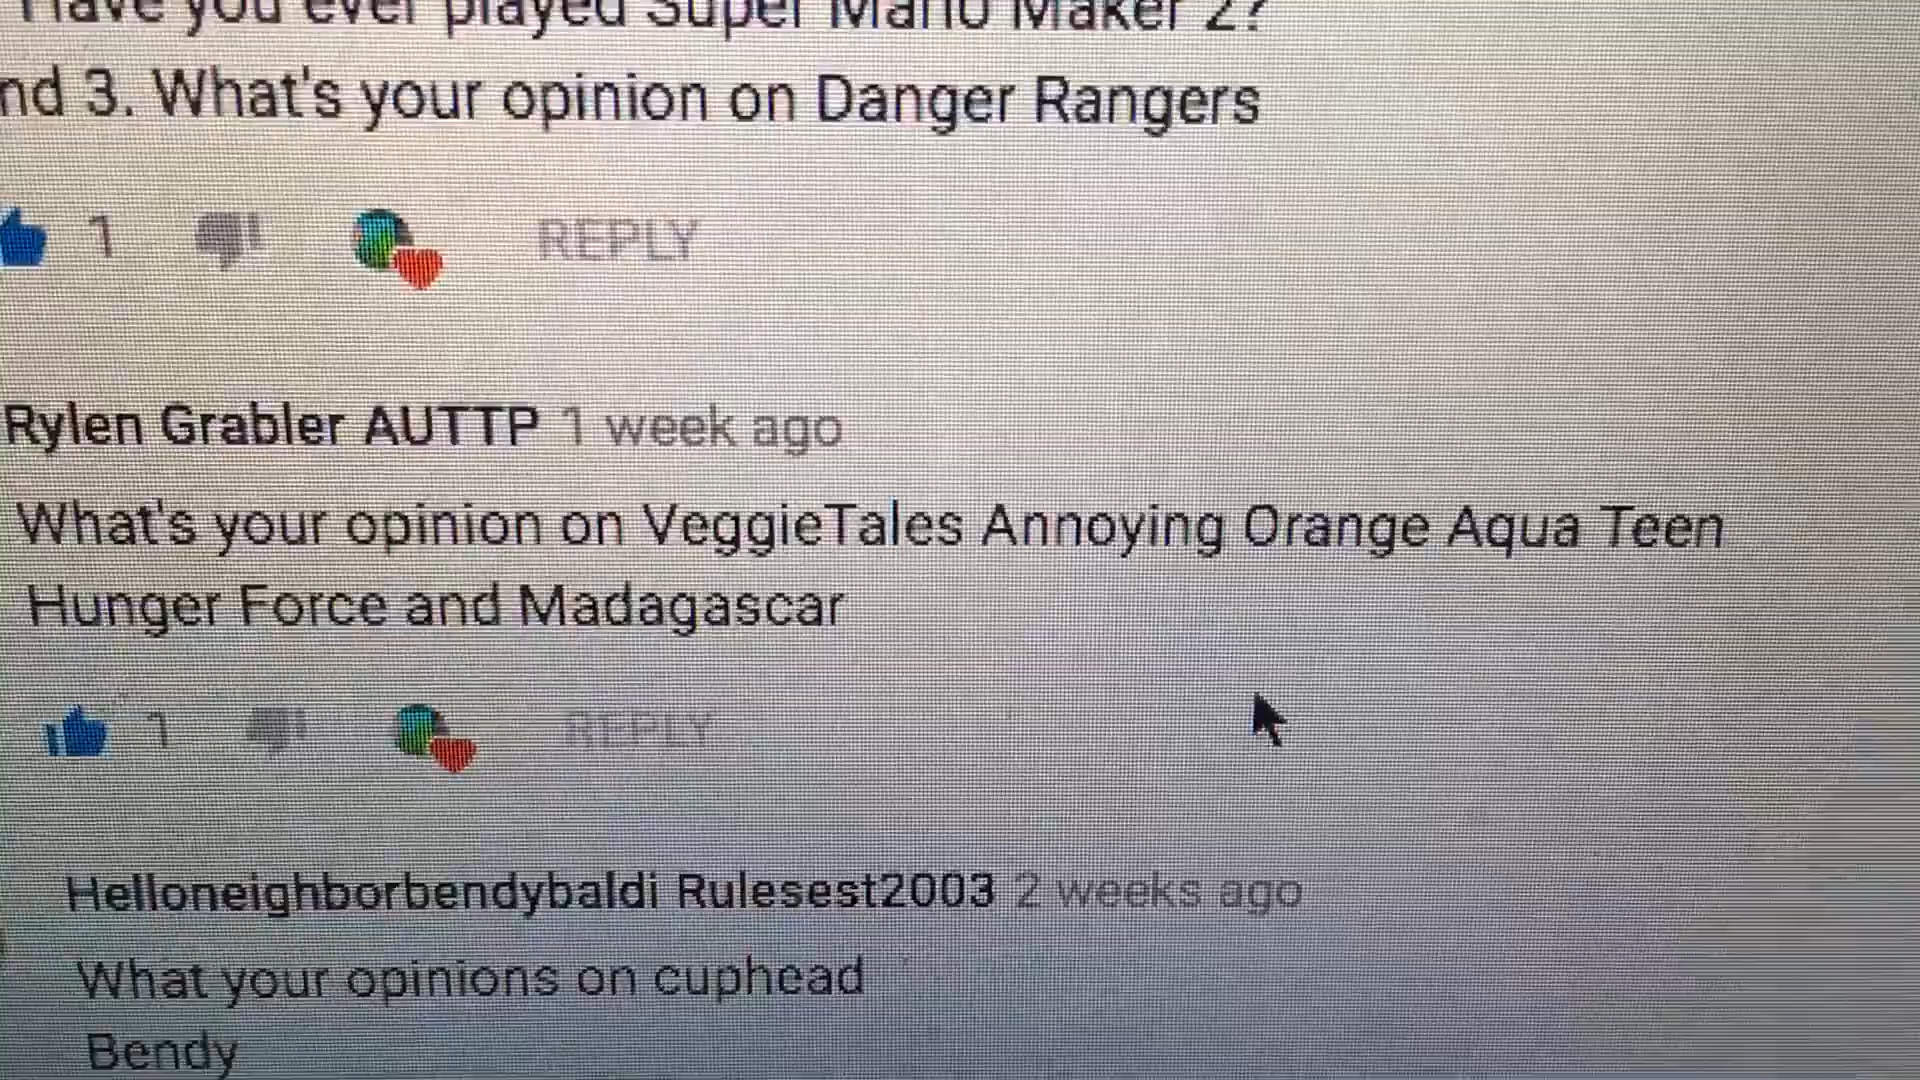 Have you ever played Super Mario Maker 2?
nd 3. What's your opinion on Danger Rangers
1 REPLY
Rylen Grabler AUTTP 1 week ago
What's your opinion on VeggieTales Annoying Orange Aqua Teen
Hunger Force and Madagascar
1 REPLY
Helloneighborbendybaldi Rulesest2003 2 weeks ago
What your opinions on cuphead
Bendy